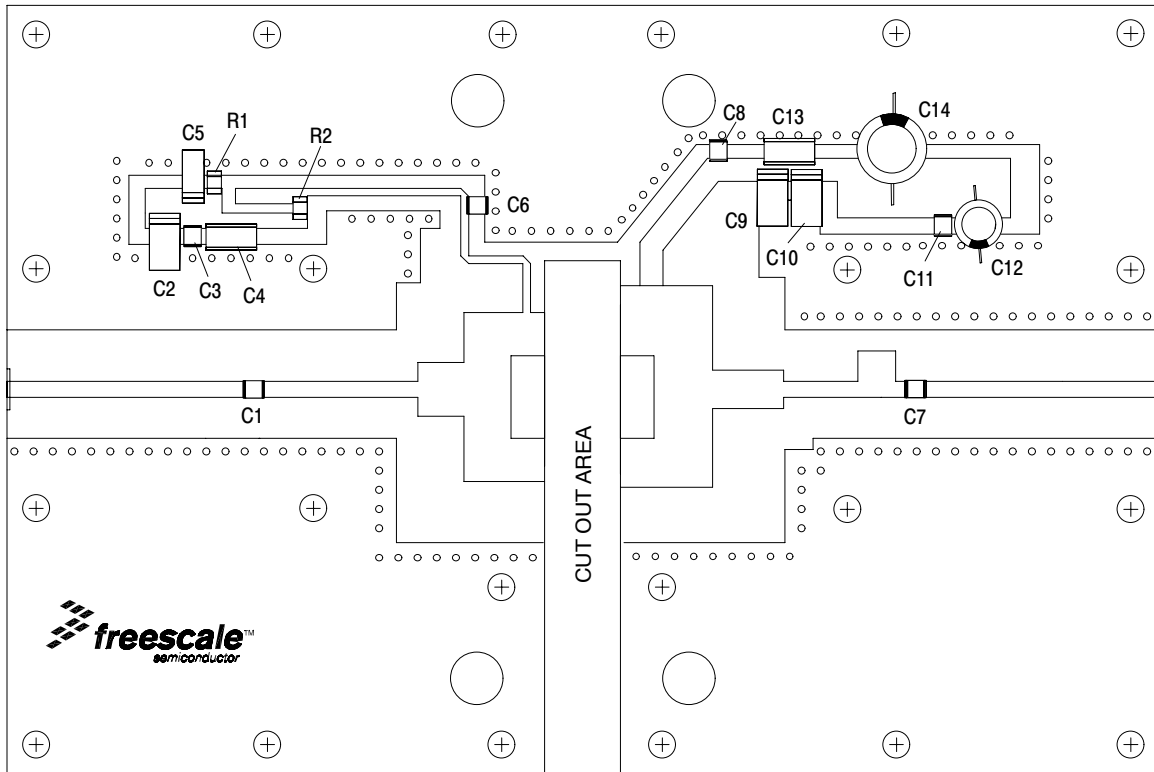 C5
R1
R2
C6
C2
C3
C4
C1
C8
C13
C14
C9
C10
C11
C12
C7
CUT OUT AREA
freescale™
semiconductor